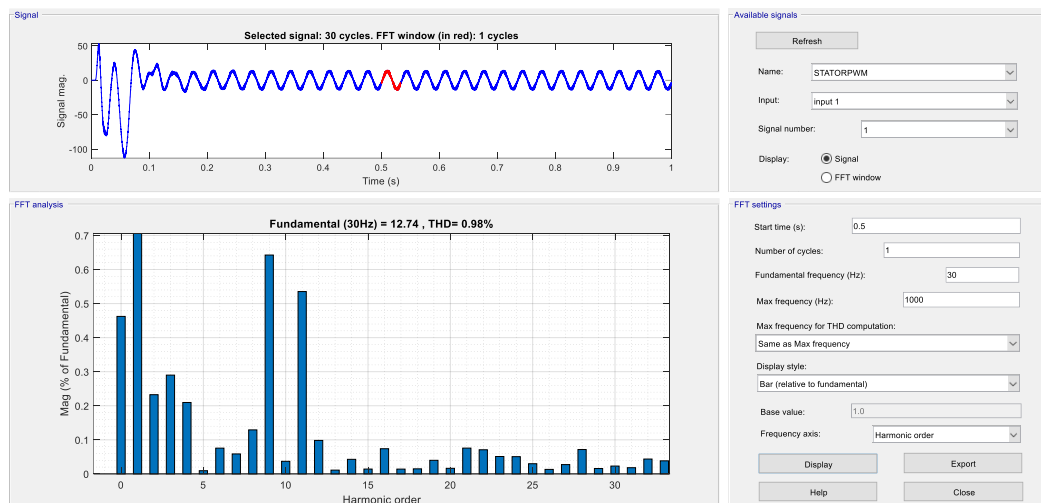 Signal
Selected signal: 30 cycles. FFT window (in red): 1 cycles
50
0
-50
-100
Signal mag.
0 0.1 0.2 0.3 0.4 0.5 0.6 0.7 0.8 0.9 1
Time (s)
FFT analysis
Fundamental (30Hz) = 12.74 , THD= 0.98%
0.7
0.6
0.5
0.4
0.3
0.2
0.1
0
Mag (% of Fundamental)
0 5 10 15 20 25 30
Harmonic order
Available signals
Refresh
Name: STATORPWM
Input: input 1
Signal number: 1
Display: Signal
FFT window
FFT settings
Start time (s): 0.5
Number of cycles: 1
Fundamental frequency (Hz): 30
Max frequency (Hz): 1000
Max frequency for THD computation:
Same as Max frequency
Display style:
Bar (relative to fundamental)
Base value: 1.0
Frequency axis: Harmonic order
Display Export
Help Close